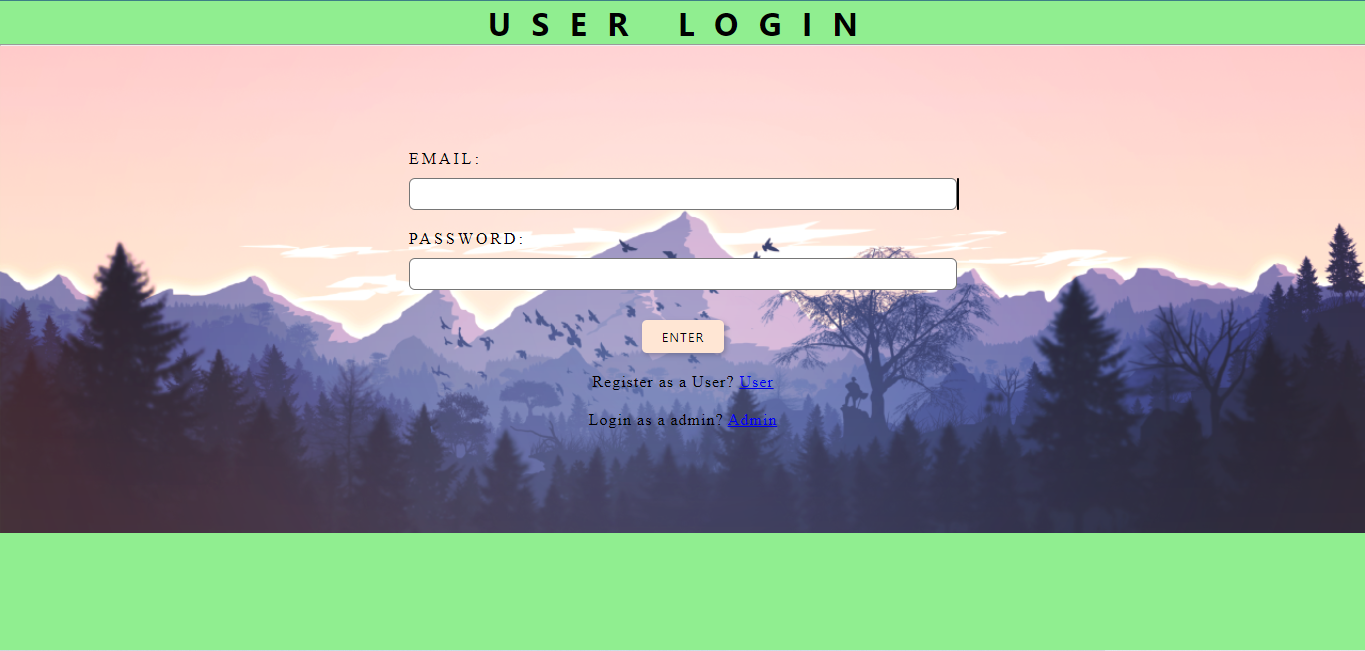 USER LOGIN
EMAIL:
PASSWORD:
ENTER
Register as a User? User
Login as a admin? Admin